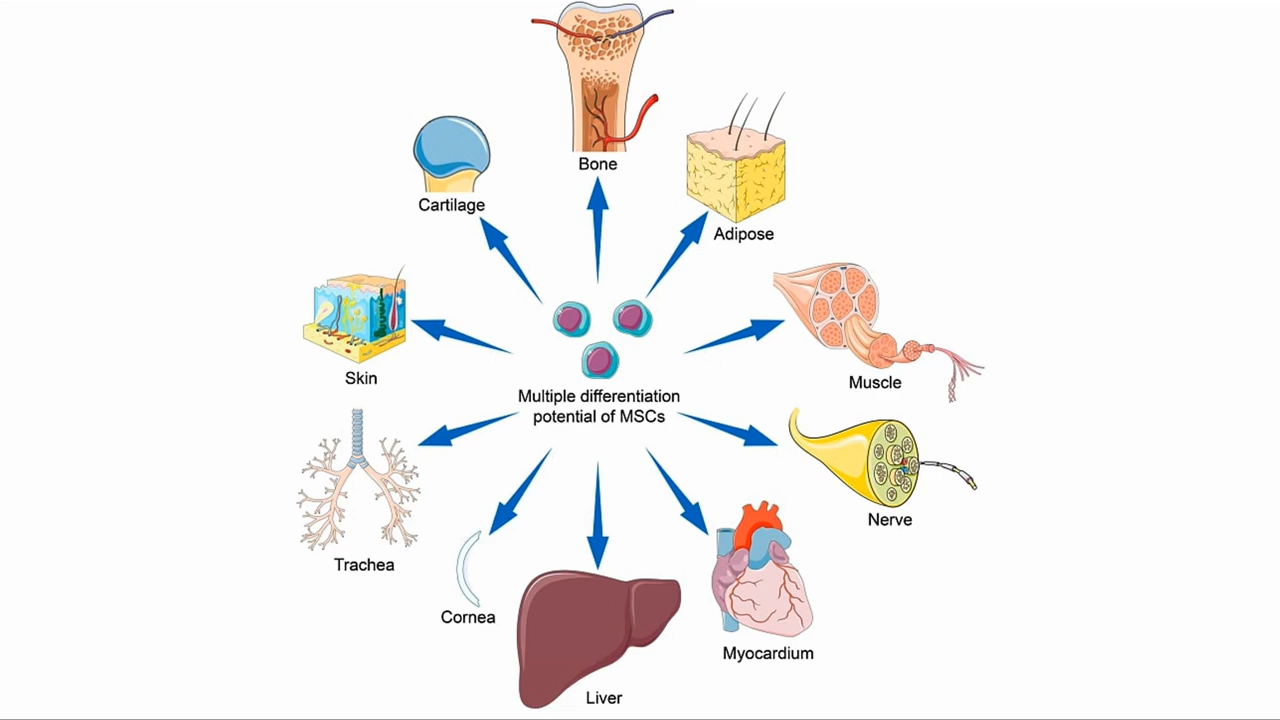 Bone
Cartilage
Adipose
Skin
Muscle
Multiple differentiation
potential of MSCs
Trachea
Nerve
Cornea
Myocardium
Liver